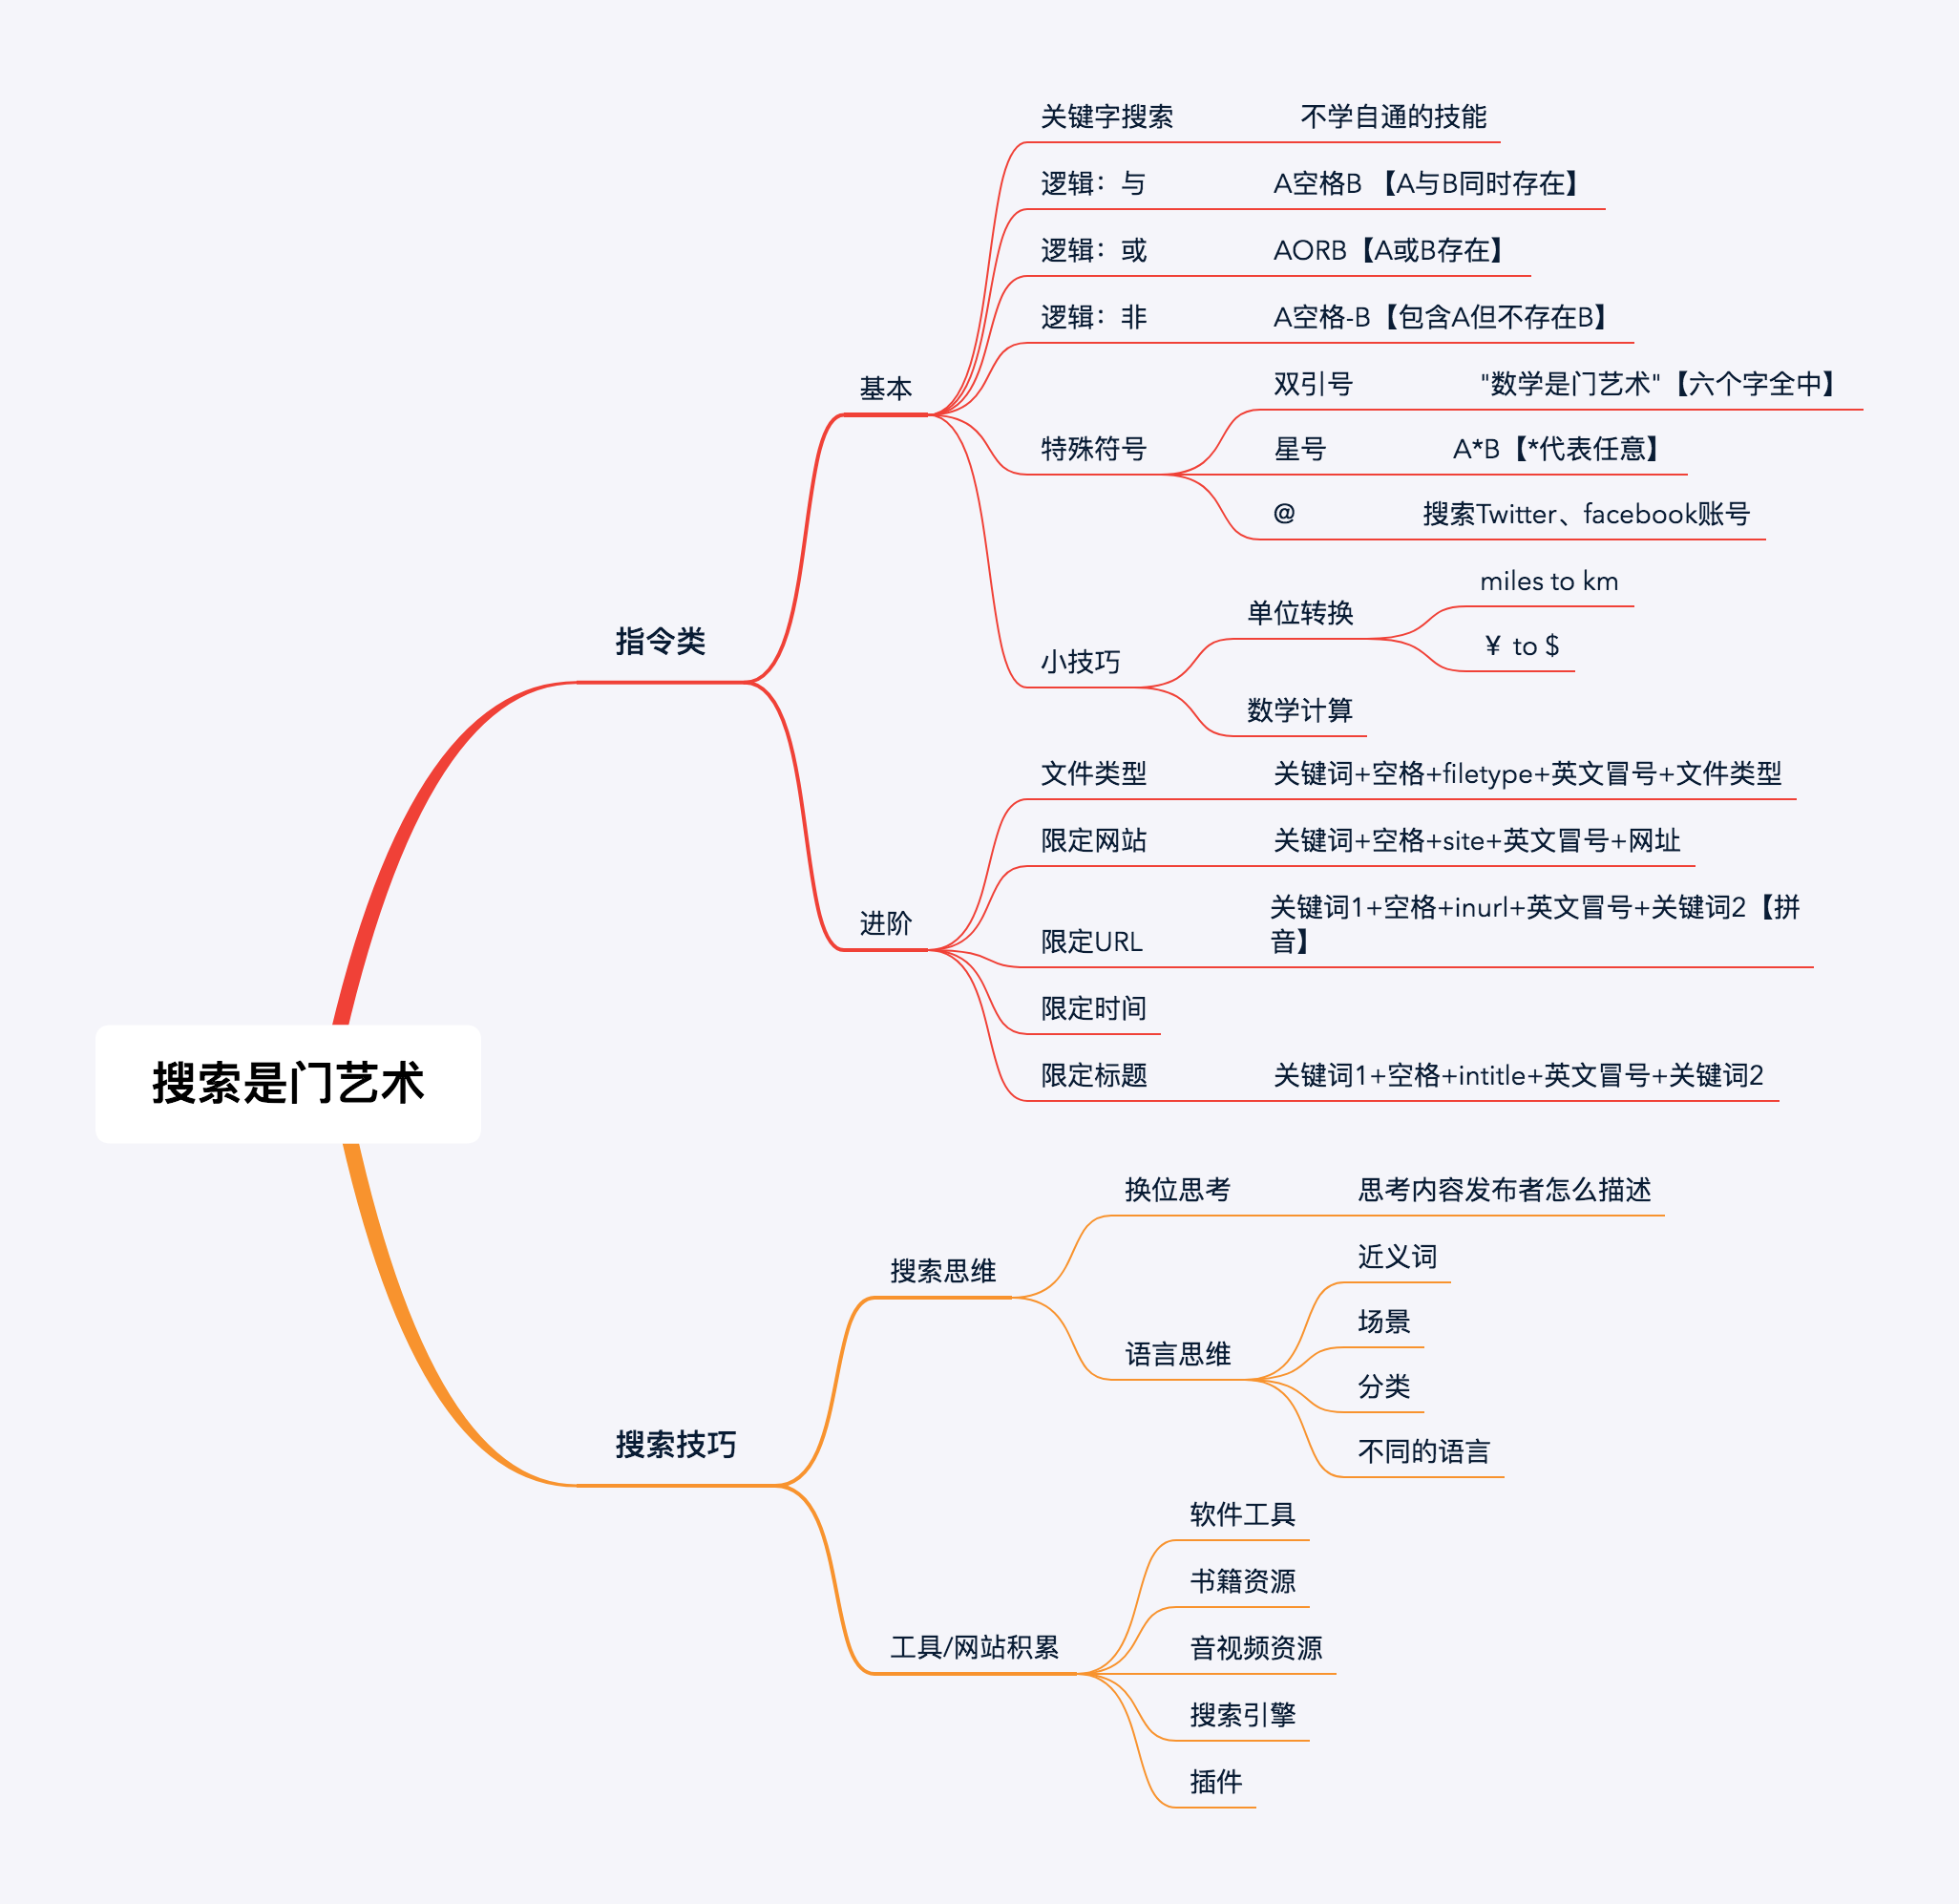 搜索是门艺术
指令类
基本
关键字搜索
不学自通的技能
逻辑：与
A空格B 【A与B同时存在】
逻辑：或
AORB【A或B存在】
逻辑：非
A空格-B【包含A但不存在B】
特殊符号
双引号
"数学是门艺术"【六个字全中】
星号
A*B【*代表任意】
@
搜索Twitter、facebook账号
小技巧
单位转换
miles to km
¥ to $
数学计算
进阶
文件类型
关键词+空格+filetype+英文冒号+文件类型
限定网站
关键词+空格+site+英文冒号+网址
限定URL
关键词1+空格+inurl+英文冒号+关键词2【拼
音】
限定时间
限定标题
关键词1+空格+intitle+英文冒号+关键词2
搜索技巧
搜索思维
换位思考
思考内容发布者怎么描述
语言思维
近义词
场景
分类
不同的语言
工具/网站积累
软件工具
书籍资源
音视频资源
搜索引擎
插件